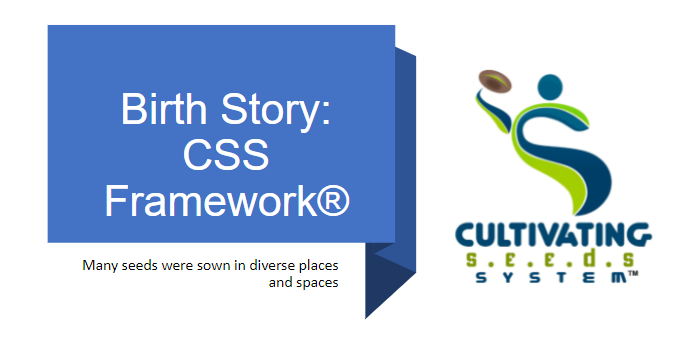 Birth Story:
CSS
Framework®
Many seeds were sown in diverse places
and spaces
CULTIVATING
s.E.E.d.s
SYSTEM™